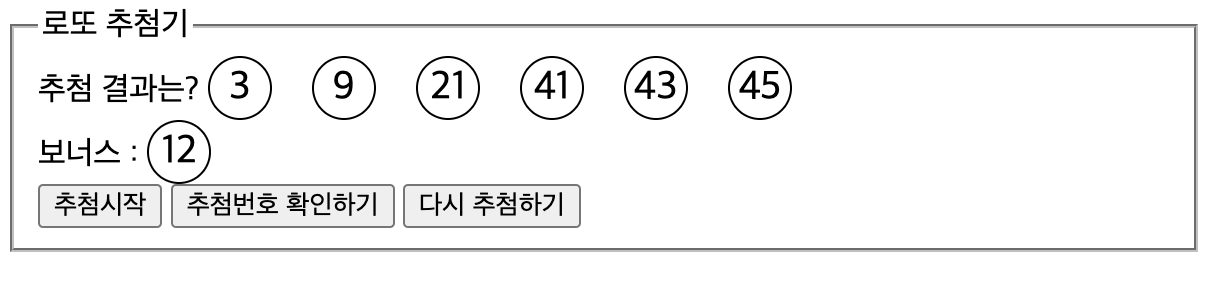 로또 추첨기
추첨 결과는? 3 9 21 41 43 45
보너스 : 12
추첨시작 추첨번호 확인하기 다시 추첨하기